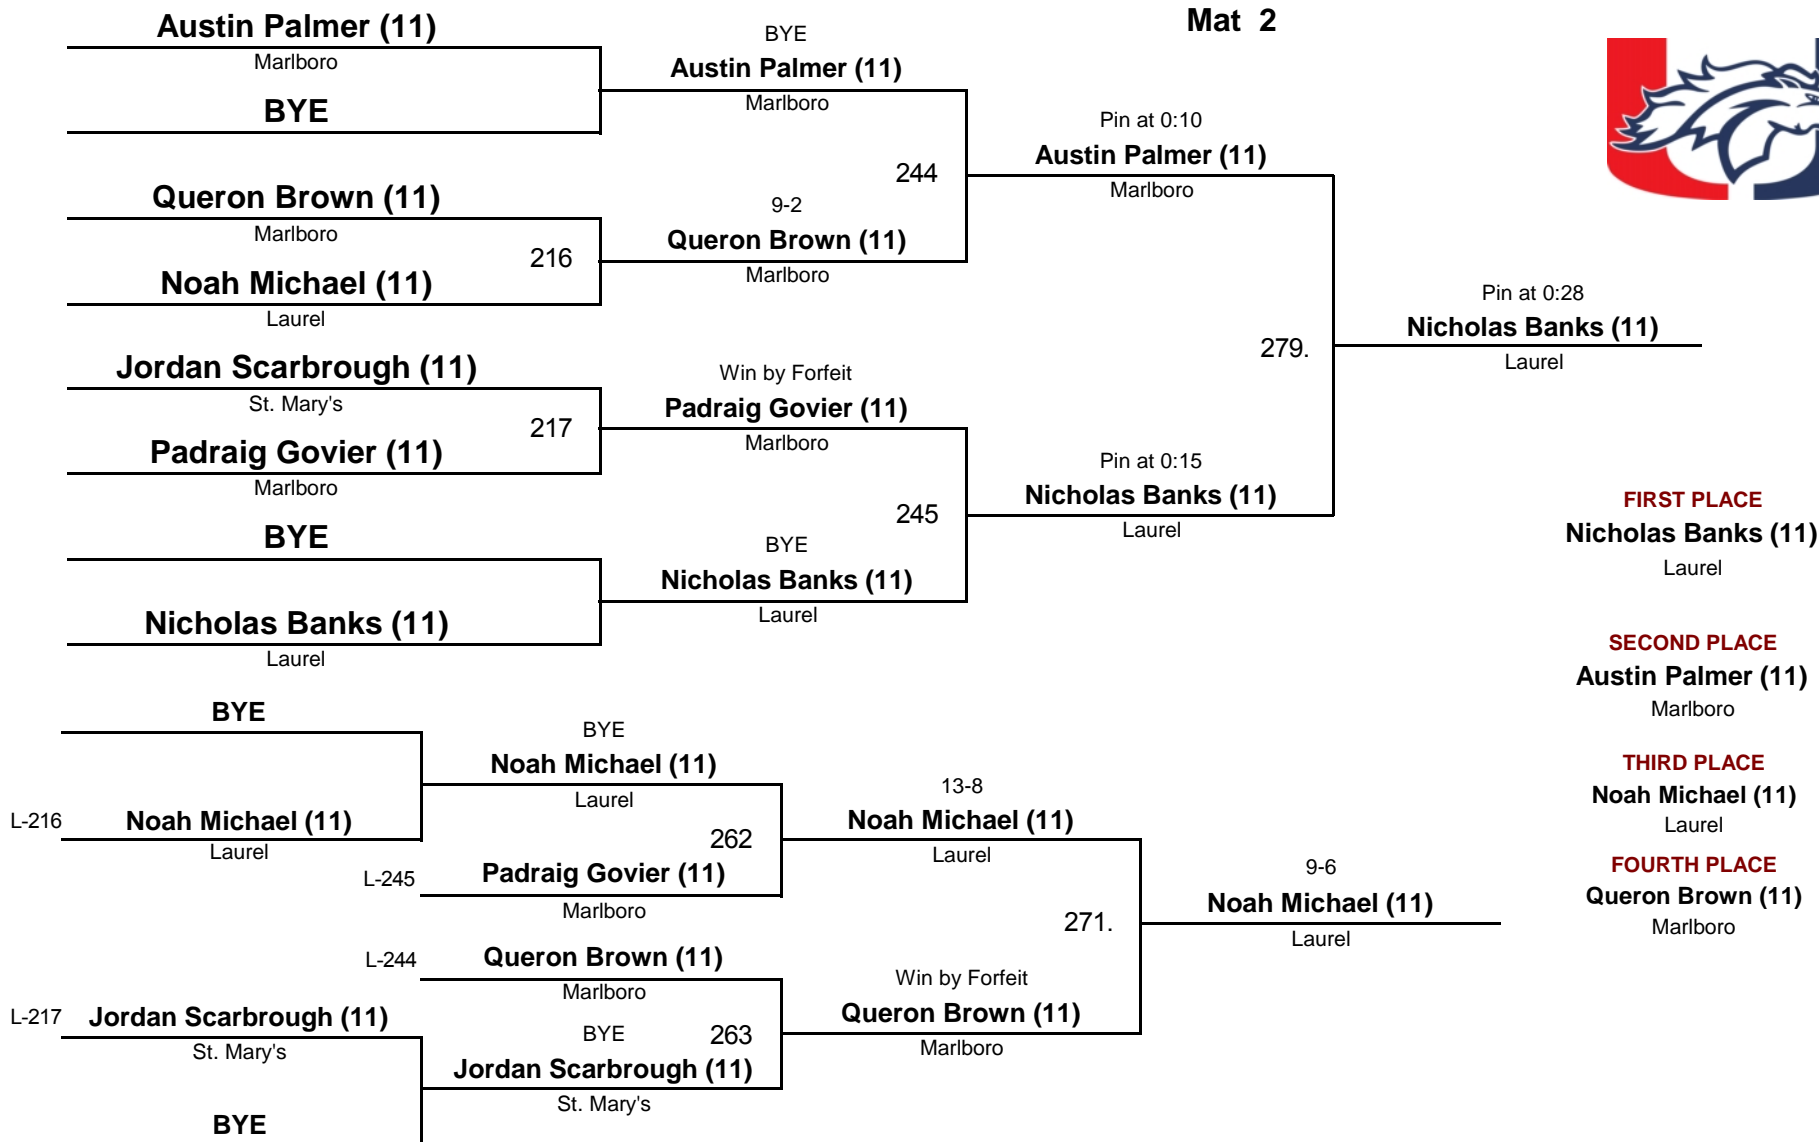 Mat 2
Austin Palmer (11)
Marlboro
BYE
Queron Brown (11)
Marlboro
216
Noah Michael (11)
Laurel
Jordan Scarbrough (11)
St. Mary's
217
Padraig Govier (11)
Marlboro
BYE
Nicholas Banks (11)
Laurel
BYE
Austin Palmer (11)
Marlboro
244
9-2
Queron Brown (11)
Marlboro
Win by Forfeit
Padraig Govier (11)
Marlboro
245
BYE
Nicholas Banks (11)
Laurel
Pin at 0:10
Austin Palmer (11)
Marlboro
279.
Pin at 0:15
Nicholas Banks (11)
Laurel
Pin at 0:28
Nicholas Banks (11)
Laurel
BYE
L-216
Noah Michael (11)
Laurel
L-217
Jordan Scarbrough (11)
St. Mary's
BYE
BYE
Noah Michael (11)
Laurel
262
L-245
Padraig Govier (11)
Marlboro
L-244
Queron Brown (11)
Marlboro
BYE
263
Jordan Scarbrough (11)
St. Mary's
13-8
Noah Michael (11)
Laurel
271.
Win by Forfeit
Queron Brown (11)
Marlboro
9-6
Noah Michael (11)
Laurel
FIRST PLACE
Nicholas Banks (11)
Laurel
SECOND PLACE
Austin Palmer (11)
Marlboro
THIRD PLACE
Noah Michael (11)
Laurel
FOURTH PLACE
Queron Brown (11)
Marlboro